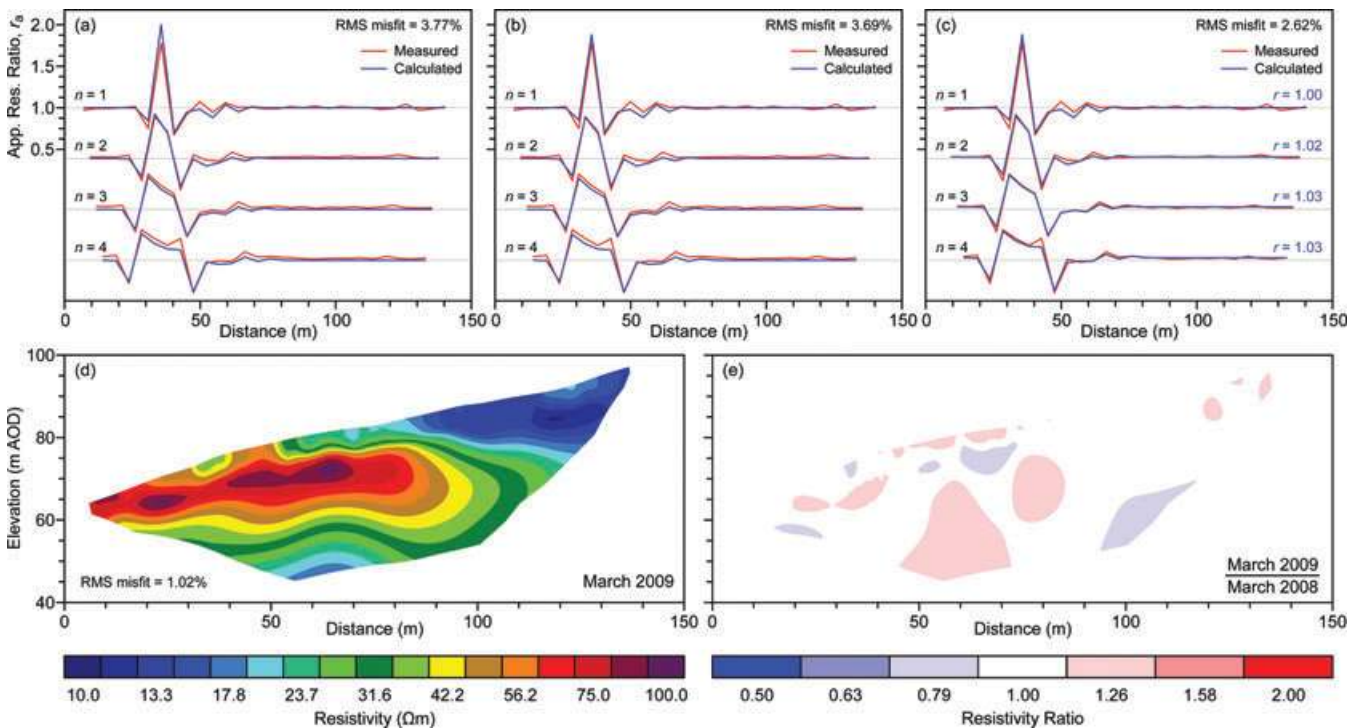 (a) RMS misfit = 3.77%
Measured
Calculated
App. Res. Ratio, rₐ
2.0
1.5
1.0
0.5
n = 1
n = 2
n = 3
n = 4
0 50 100 150
Distance (m)
(b) RMS misfit = 3.69%
Measured
Calculated
n = 1
n = 2
n = 3
n = 4
0 50 100 150
Distance (m)
(c) RMS misfit = 2.62%
Measured
Calculated
n = 1 r = 1.00
n = 2 r = 1.02
n = 3 r = 1.03
n = 4 r = 1.03
0 50 100 150
Distance (m)
(d)
Elevation (m AOD)
100
80
60
40
RMS misfit = 1.02% March 2009
0 50 100 150
Distance (m)
(e)
March 2009
March 2008
0 50 100 150
Distance (m)
10.0 13.3 17.8 23.7 31.6 42.2 56.2 75.0 100.0
Resistivity (Ωm)
0.50 0.63 0.79 1.00 1.26 1.58 2.00
Resistivity Ratio